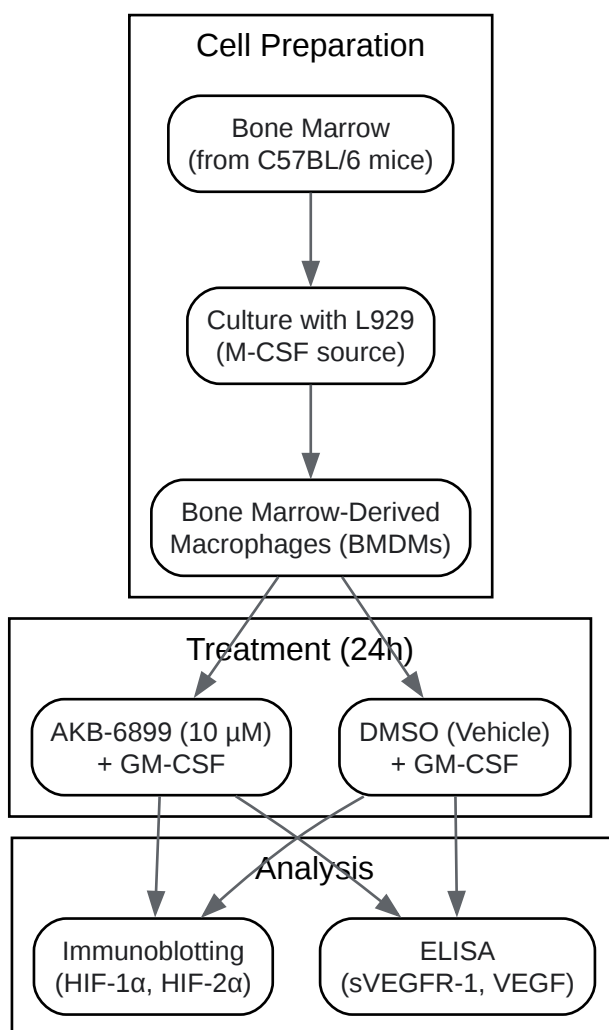 Cell Preparation
Bone Marrow
(from C57BL/6 mice)
Culture with L929
(M-CSF source)
Bone Marrow-Derived
Macrophages (BMDMs)
Treatment (24h)
AKB-6899 (10 µM)
+ GM-CSF
DMSO (Vehicle)
+ GM-CSF
Analysis
Immunoblotting
(HIF-1α, HIF-2α)
ELISA
(sVEGFR-1, VEGF)